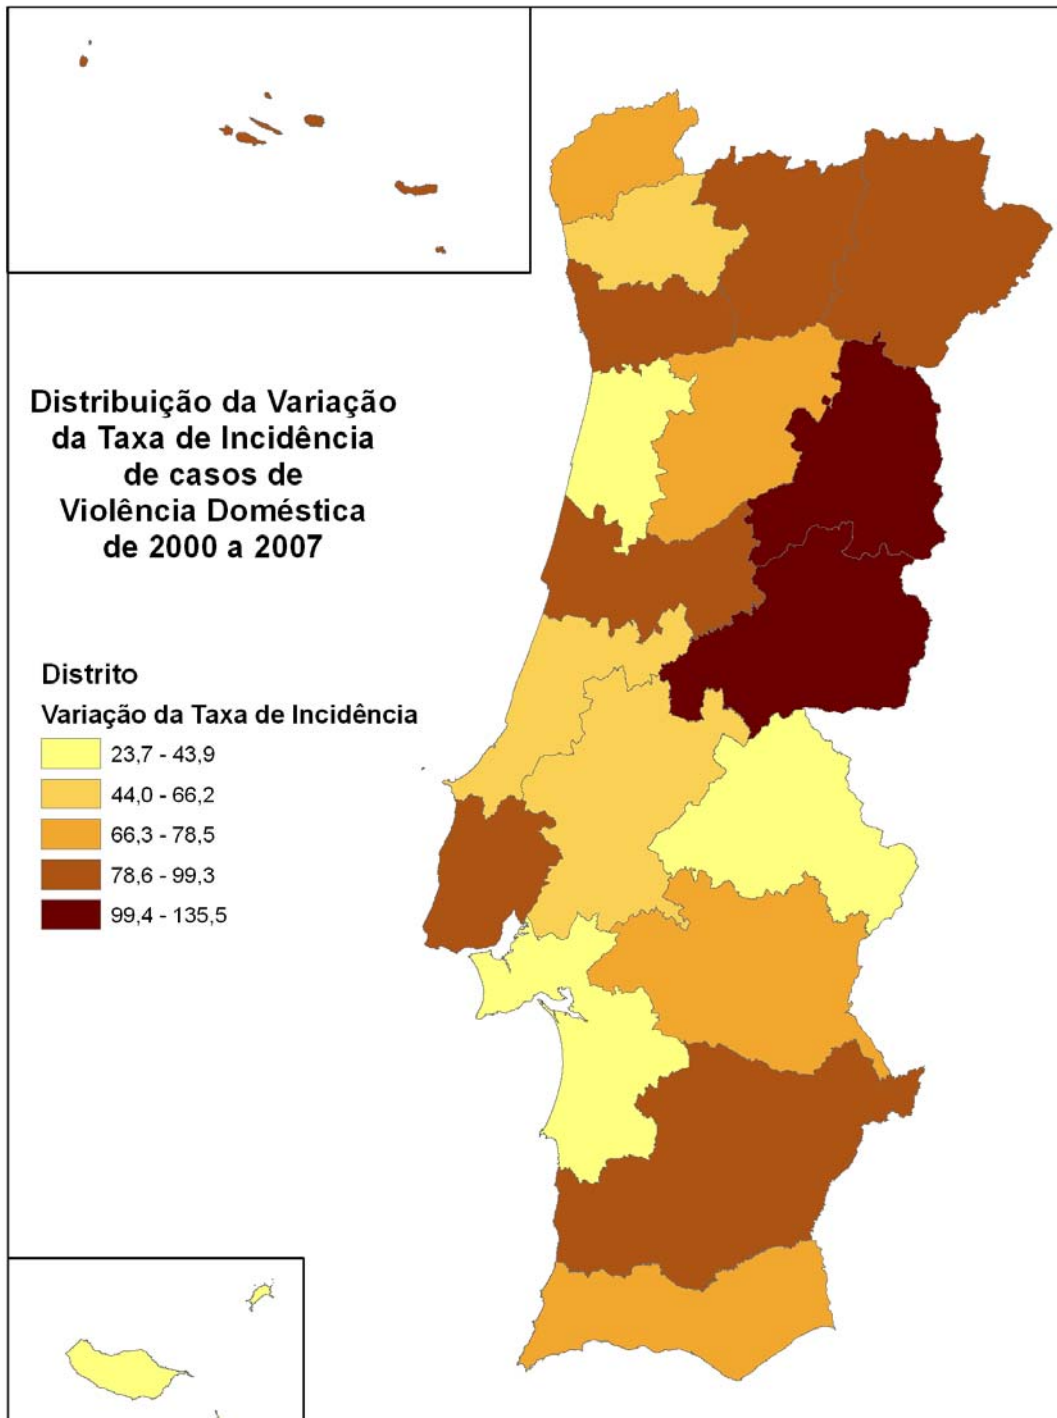 Distribuição da Variação
da Taxa de Incidência
de casos de
Violência Doméstica
de 2000 a 2007
Distrito
Variação da Taxa de Incidência
23,7 - 43,9
44,0 - 66,2
66,3 - 78,5
78,6 - 99,3
99,4 - 135,5